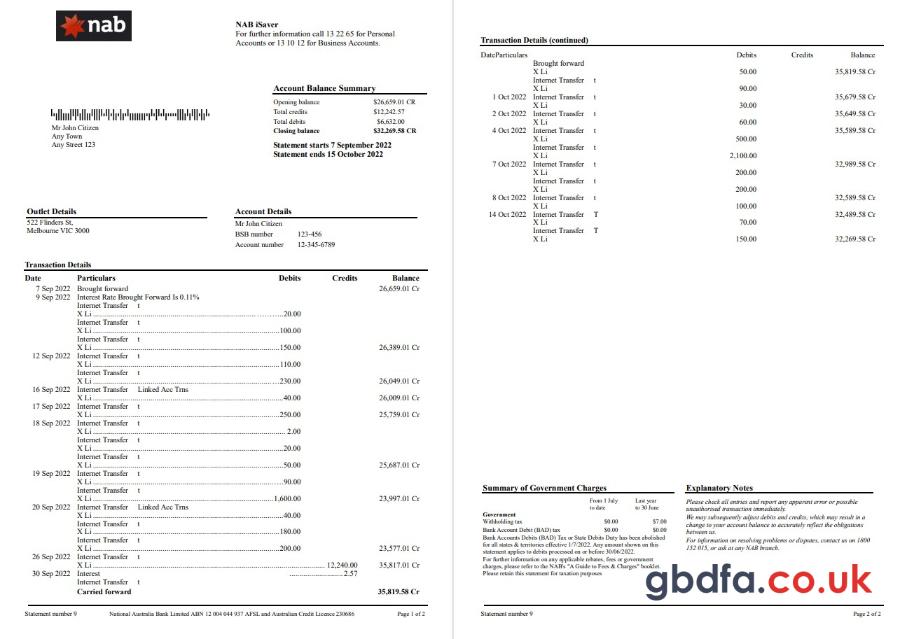 nab
NAB iSaver
For further information call 13 22 65 for Personal
Accounts or 13 10 12 for Business Accounts.
Account Balance Summary
Opening balance $26,659.01 CR
Total credits $12,242.57
Total debits $6,632.00
Closing balance $32,269.58 CR
Statement starts 7 September 2022
Statement ends 15 October 2022
Mr John Citizen
Any Town
Any Street 123
Outlet Details
522 Flinders St,
Melbourne VIC 3000
Account Details
Mr John Citizen
BSB number 123-456
Account number 12-345-6789
Transaction Details
Date Particulars Debits Credits Balance
7 Sep 2022 Brought forward 26,659.01 Cr
9 Sep 2022 Interest Rate Brought Forward Is 0.11%
Internet Transfer t
X Li 20.00
Internet Transfer t
X Li 100.00
Internet Transfer t
X Li 150.00 26,389.01 Cr
12 Sep 2022 Internet Transfer t
X Li 110.00
Internet Transfer t
X Li 230.00 26,049.01 Cr
16 Sep 2022 Internet Transfer Linked Acc Trns
X Li 40.00 26,009.01 Cr
17 Sep 2022 Internet Transfer t
X Li 250.00 25,759.01 Cr
18 Sep 2022 Internet Transfer t
X Li 2.00
Internet Transfer t
X Li 20.00
Internet Transfer t
X Li 50.00 25,687.01 Cr
19 Sep 2022 Internet Transfer t
X Li 90.00
Internet Transfer t
X Li 1,600.00 23,997.01 Cr
20 Sep 2022 Internet Transfer Linked Acc Trns
X Li 40.00
Internet Transfer t
X Li 180.00
Internet Transfer t
X Li 200.00 23,577.01 Cr
26 Sep 2022 Internet Transfer t
X Li 12,240.00 35,817.01 Cr
30 Sep 2022 Interest 2.57
Internet Transfer t
Carried forward 35,819.58 Cr
Statement number 9 National Australia Bank Limited ABN 12 004 044 937 AFSL and Australian Credit Licence 230686 Page 1 of 2
Transaction Details (continued)
DateParticulars Debits Credits Balance
Brought forward
X Li 50.00 35,819.58 Cr
Internet Transfer t
X Li 90.00
1 Oct 2022 Internet Transfer t 35,679.58 Cr
X Li 30.00
2 Oct 2022 Internet Transfer t 35,649.58 Cr
X Li 60.00
4 Oct 2022 Internet Transfer t 35,589.58 Cr
X Li 500.00
Internet Transfer t
X Li 2,100.00
7 Oct 2022 Internet Transfer t 32,989.58 Cr
X Li 200.00
Internet Transfer t
X Li 200.00
8 Oct 2022 Internet Transfer t 32,589.58 Cr
X Li 100.00
14 Oct 2022 Internet Transfer T 32,489.58 Cr
X Li 70.00
Internet Transfer T
X Li 150.00 32,269.58 Cr
Summary of Government Charges
From 1 July Last year
to date to 30 June
Government
Withholding tax $0.00 $7.00
Bank Account Debit (BAD) tax $0.00 $0.00
Bank Accounts Debits (BAD) Tax or State Debits Duty has been abolished
for all states & territories effective 1/7/2022. Any amount shown on this
statement applies to debits processed on or before 30/06/2022.
For further information on any applicable rebates, fees or government
charges, please refer to the NAB's "A Guide to Fees & Charges" booklet.
Please retain this statement for taxation purposes
Explanatory Notes
Please check all entries and report any apparent error or possible
unauthorised transaction immediately.
We may subsequently adjust debits and credits, which may result in a
change to your account balance to accurately reflect the obligations
between us.
For information on resolving problems or disputes, contact us on 1800
152 015, or ask at any NAB branch.
gbdfa.co.uk
Statement number 9 Page 2 of 2